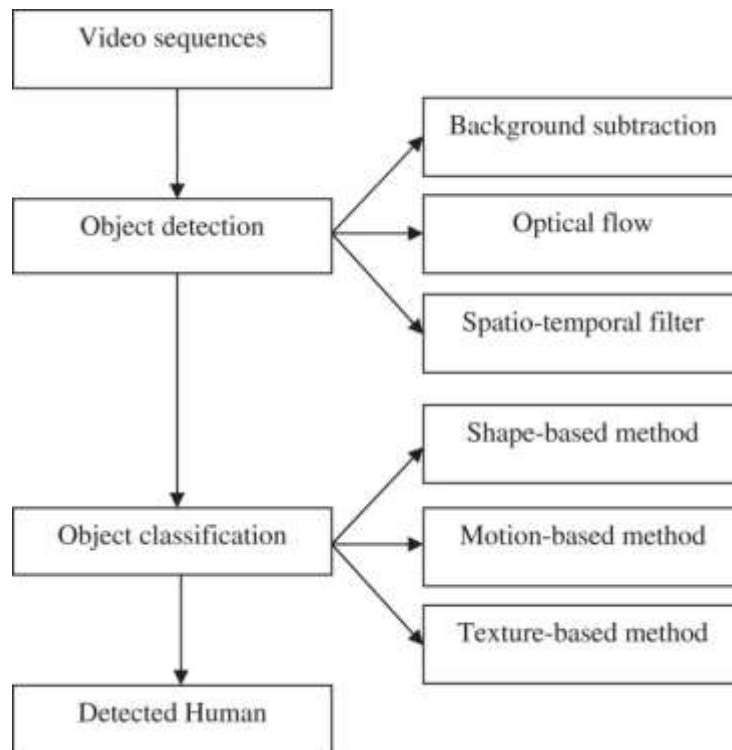 Video sequences
Background subtraction
Object detection
Optical flow
Spatio-temporal filter
Shape-based method
Object classification
Motion-based method
Texture-based method
Detected Human